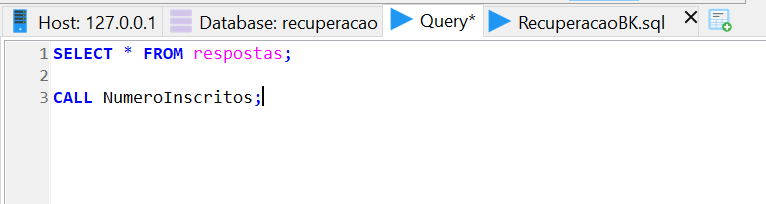 Host: 127.0.0.1 Database: recuperacao Query* RecuperacaoBK.sql
1 SELECT * FROM respostas;
2
3 CALL NumeroInscritos;